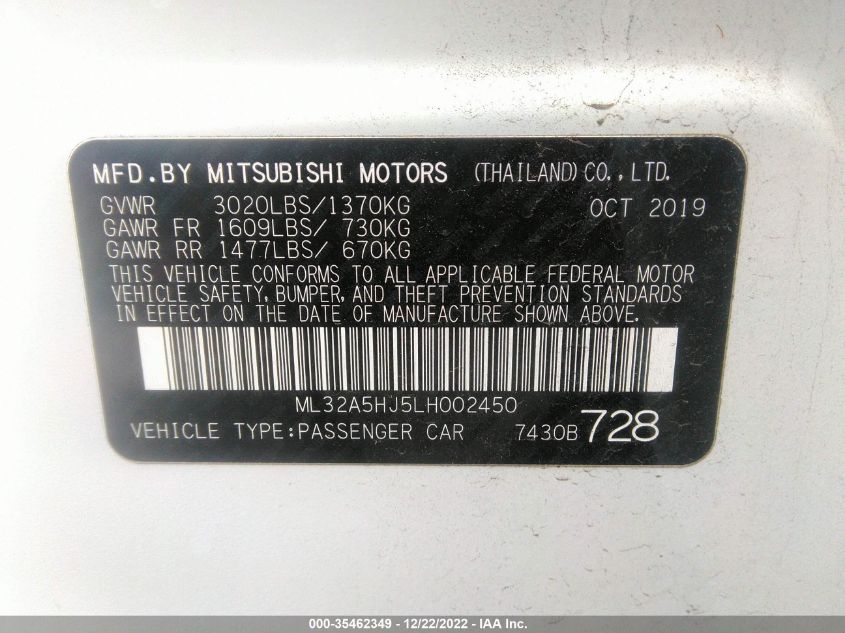 MFD.BY MITSUBISHI MOTORS (THAILAND) CO.,LTD.
GVWR 3020LBS/1370KG OCT 2019
GAWR FR 1609LBS/ 730KG
GAWR RR 1477LBS/ 670KG
THIS VEHICLE CONFORMS TO ALL APPLICABLE FEDERAL MOTOR
VEHICLE SAFETY, BUMPER, AND THEFT PREVENTION STANDARDS
IN EFFECT ON THE DATE OF MANUFACTURE SHOWN ABOVE.
ML32A5HJ5LH002450
VEHICLE TYPE:PASSENGER CAR 7430B 728
000-35462349 - 12/22/2022 - IAA Inc.